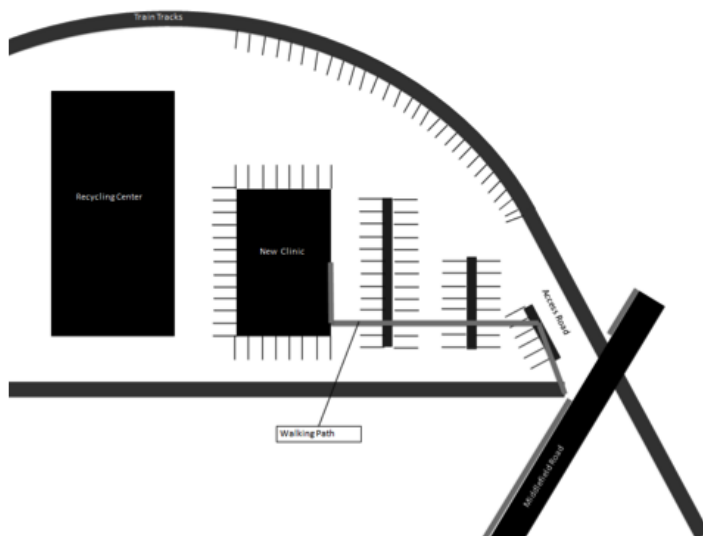 Train Tracks
Recycling Center
New Clinic
Access Road
Walking Path
Middlefield Road